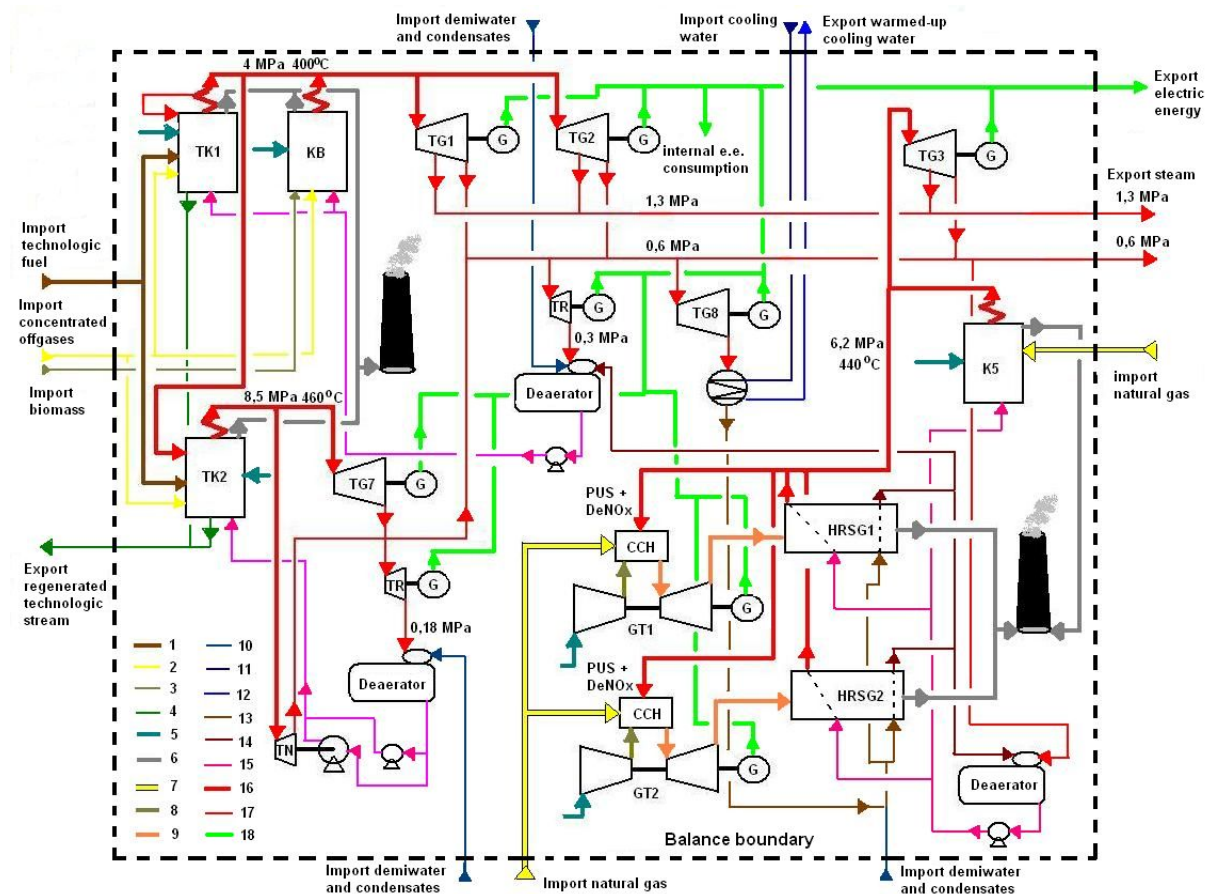 Import demiwater
and condensates
Import cooling
water
Export warmed-up
cooling water
4 MPa 400°C
Export
electric
energy
TK1
KB
TG1
G
TG2
G
TG3
G
internal e.e.
consumption
Export steam
1,3 MPa
1,3 MPa
Import
technologic
fuel
0,6 MPa
0,6 MPa
Import
concentrated
offgases
TR
G
TG8
G
0,3 MPa
6,2 MPa
440°C
K5
import
natural gas
Import
biomass
8,5 MPa 460°C
Deaerator
TK2
TG7
G
PUS +
DeNOx
HRSG1
CCH
Export
regenerated
technologic
stream
TR
G
GT1
G
0,18 MPa
PUS +
DeNOx
HRSG2
Deaerator
CCH
TN
GT2
G
Deaerator
1
2
3
4
5
6
7
8
9
10
11
12
13
14
15
16
17
18
Balance boundary
Import demiwater
and condensates
Import natural gas
Import demiwater
and condensates